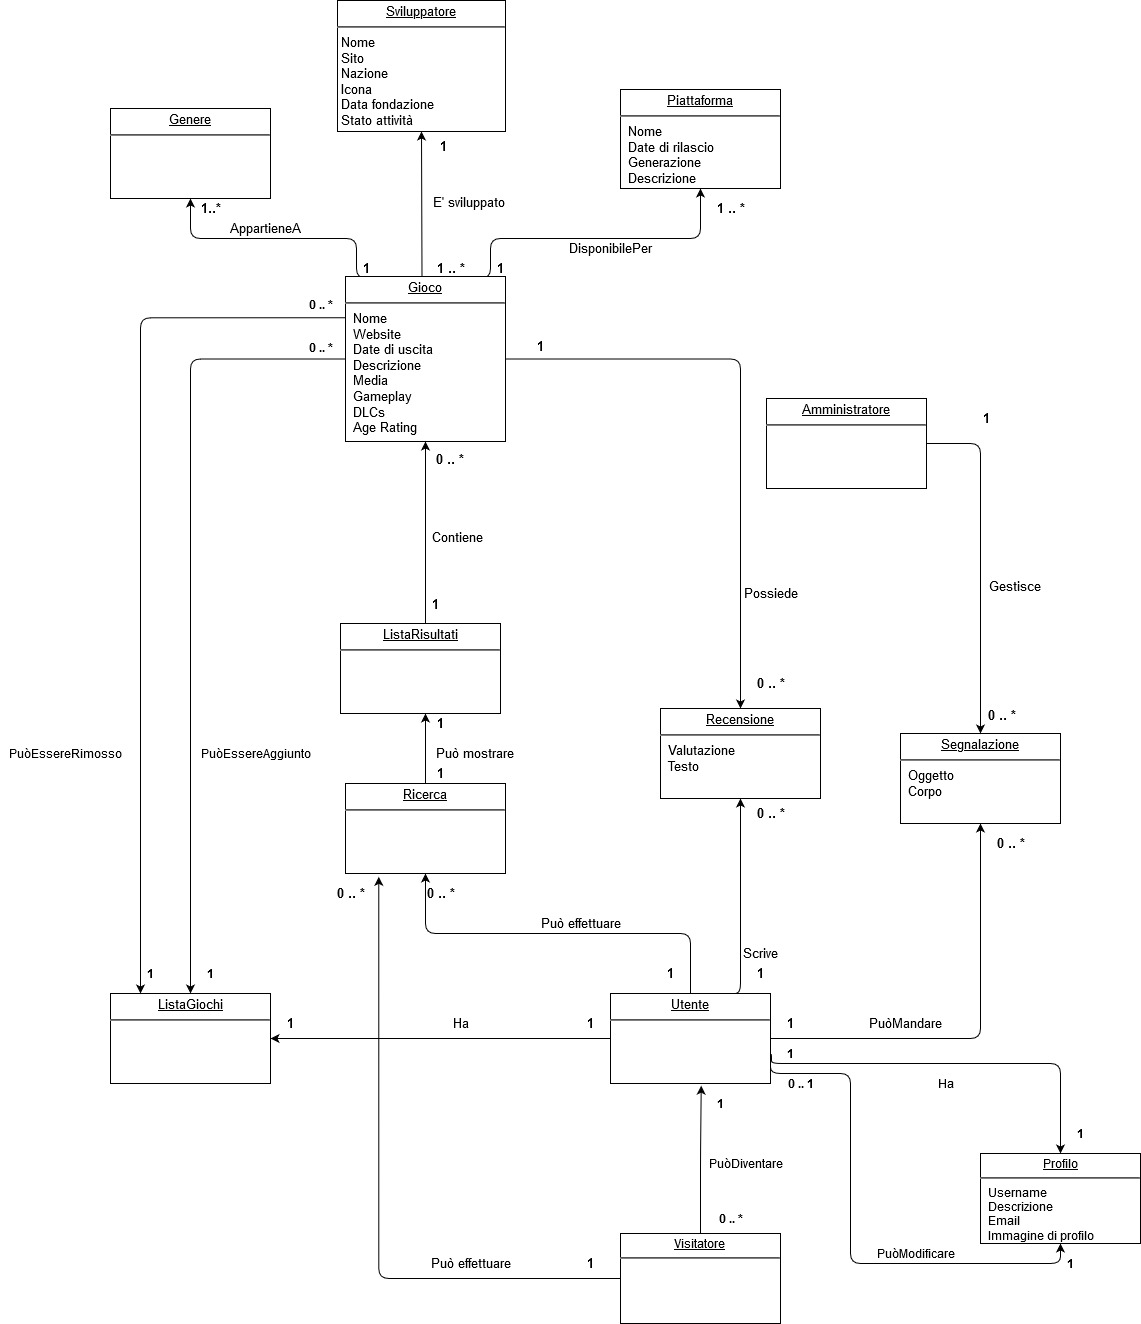 Sviluppatore
Nome
Sito
Nazione
Icona
Data fondazione
Stato attività
Piattaforma
Nome
Date di rilascio
Generazione
Descrizione
Genere
1
1..*
1 .. *
E' sviluppato
AppartieneA
DisponibilePer
1
1 .. *
1
Gioco
Nome
Website
Date di uscita
Descrizione
Media
Gameplay
DLCs
Age Rating
0 .. *
0 .. *
1
Amministratore
1
0 .. *
Contiene
Gestisce
Possiede
1
ListaRisultati
0 .. *
Recensione
Valutazione
Testo
0 .. *
Segnalazione
Oggetto
Corpo
1
PuòEssereRimosso
PuòEssereAggiunto
Può mostrare
1
Ricerca
0 .. *
0 .. *
0 .. *
0 .. *
Può effettuare
Scrive
1
1
1
1
ListaGiochi
Utente
1
Ha
1
1
PuòMandare
1
0 .. 1
Ha
1
1
PuòDiventare
Profilo
Username
Descrizione
Email
Immagine di profilo
0 .. *
Visitatore
PuòModificare
1
Può effettuare
1